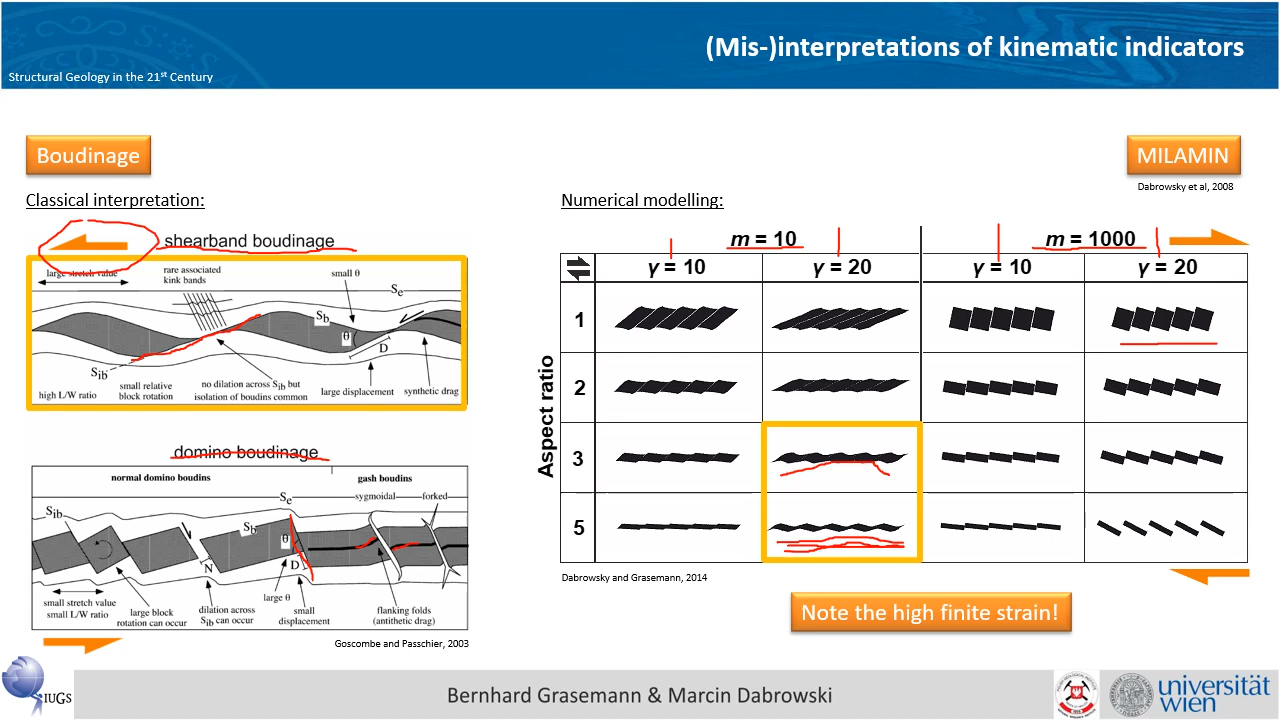 (Mis-)interpretations of kinematic indicators
Structural Geology in the 21st Century
Boudinage
MILAMIN
Dabrowsky et al, 2008
Classical interpretation:
Numerical modelling:
shearband boudinage
large stretch value
rare associated
kink bands
small θ
Se
Sb
θ
D
Sib
high L/W ratio
small relative
block rotation
no dilation across Sib but
isolation of boudins common
large displacement
synthetic drag
domino boudinage
normal domino boudins
gash boudins
Se
sygmoidal
forked
Sib
Sb
θ
D
N
small stretch value
small L/W ratio
large block
rotation can occur
dilation across
Sib can occur
large θ
small
displacement
flanking folds
(antithetic drag)
Goscombe and Passchier, 2003
m = 10
m = 1000
γ = 10
γ = 20
γ = 10
γ = 20
Aspect ratio
1
2
3
5
Dabrowsky and Grasemann, 2014
Note the high finite strain!
IUGS
Bernhard Grasemann & Marcin Dabrowski
universität
wien